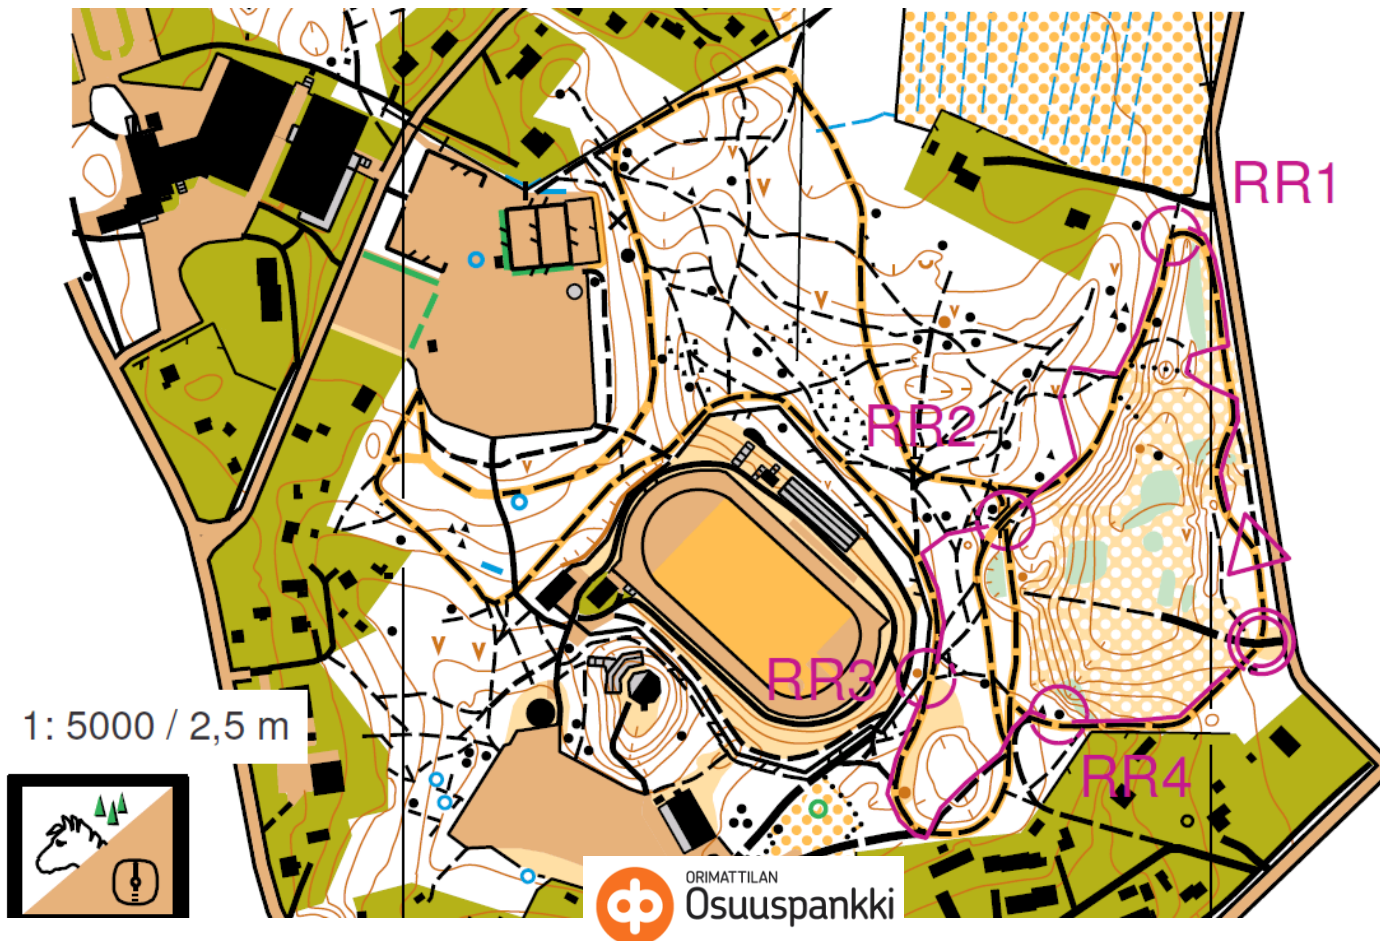 RR1
RR2
RR3
1: 5000 / 2,5 m
RR4
ORIMATTILAN
Osuuspankki